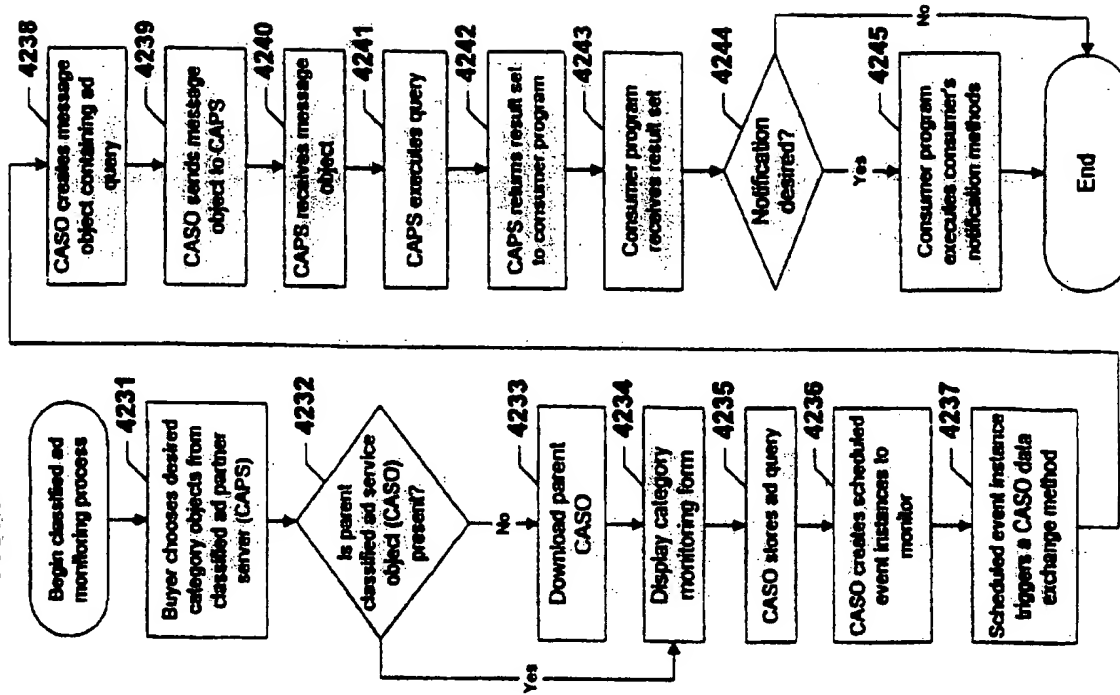 Begin classified ad
monitoring process
4231
Buyer chooses desired
category objects from
classified ad partner
server (CAPS)
4232
Is parent
classified ad service
object (CASO)
present?
Yes
No
4233
Download parent
CASO
4234
Display category
monitoring form
4235
CASO stores ad query
4236
CASO creates scheduled
event instances to
monitor
4237
Scheduled event instance
triggers a CASO data
exchange method
4238
CASO creates message
object containing ad
query
4239
CASO sends message
object to CAPS
4240
CAPS receives message
object
4241
CAPS executes query
4242
CAPS returns result set
to consumer program
4243
Consumer program
receives result set
4244
Notification
desired?
No
Yes
4245
Consumer program
executes consumer's
notification methods
End